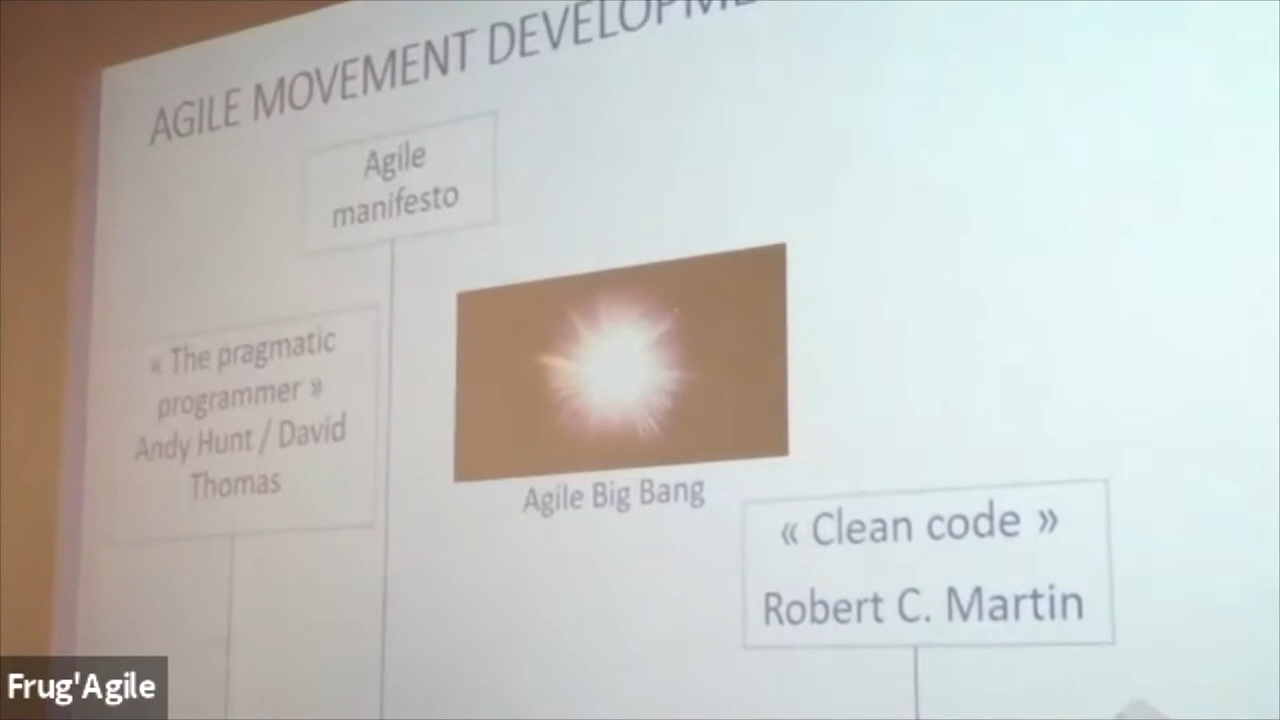 AGILE MOVEMENT
Agile
manifesto
« The pragmatic
programmer »
Andy Hunt / David
Thomas
Agile Big Bang
« Clean code »
Robert C. Martin
Frug'Agile